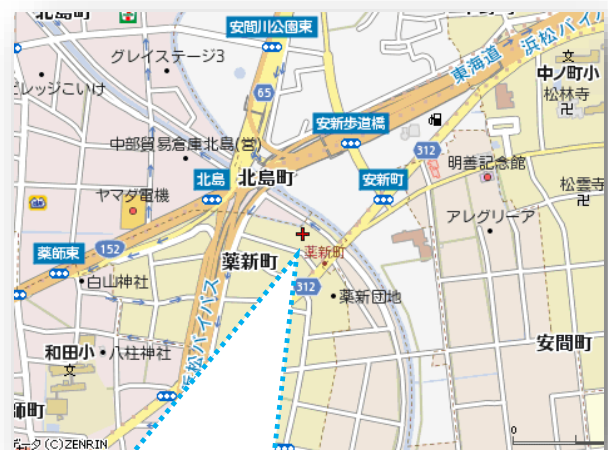 北島町
安間川公園東
グレイステージ3
東海道
浜松バイパス
中ノ町小
松林寺
レッジこいけ
65
中部貿易倉庫北島(営)
安新歩道橋
312
明善記念館
北島
北島町
安新町
松雲寺
ヤマダ電機
アレグリーア
薬師東
152
薬新町
薬新町
白山神社
312
薬新団地
浜松バイパス
和田小
八柱神社
安間町
師町
データ(C)ZENRIN
0